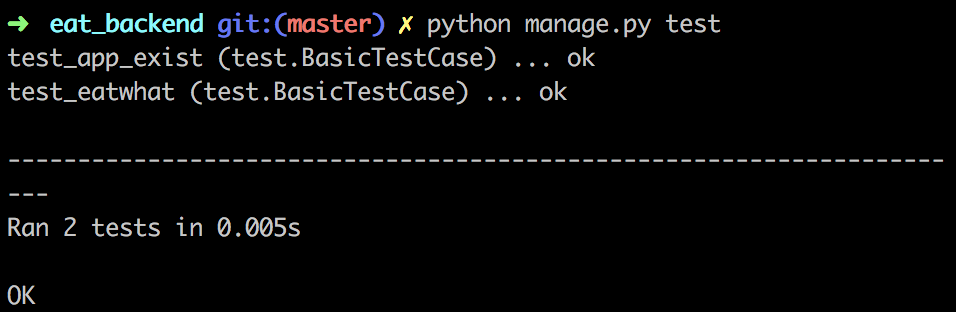 ➜ eat_backend git:(master) ✗ python manage.py test
test_app_exist (test.BasicTestCase) ... ok
test_eatwhat (test.BasicTestCase) ... ok
-------------------------------------------------------------------
---
Ran 2 tests in 0.005s
OK